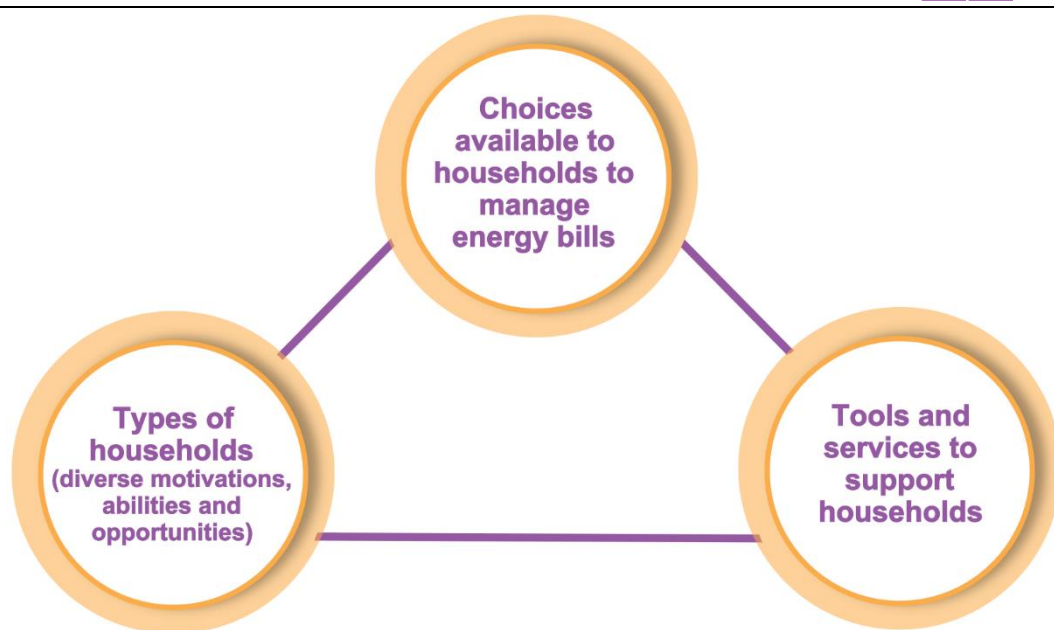 Choices
available to
households to
manage
energy bills
Types of
households
(diverse motivations,
abilities and
opportunities)
Tools and
services to
support
households